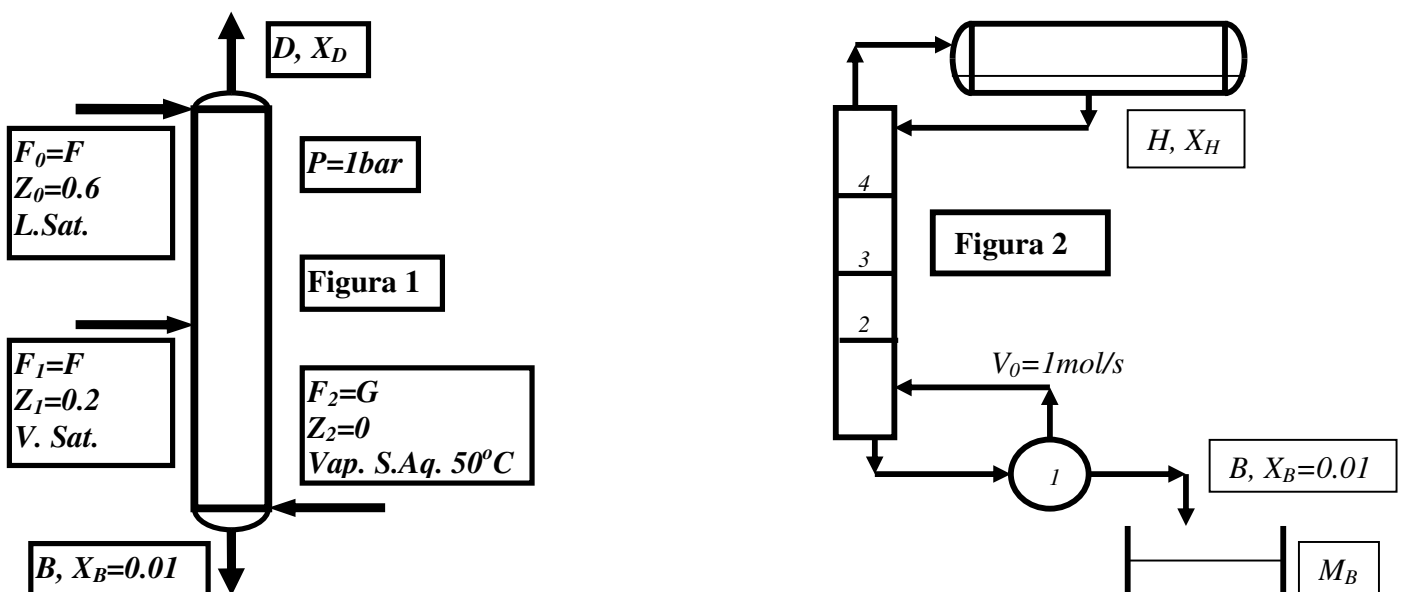 D, X_D
F_0=F
Z_0=0.6
L.Sat.
P=1bar
Figura 1
F_1=F
Z_1=0.2
V. Sat.
F_2=G
Z_2=0
Vap. S.Aq. 50°C
B, X_B=0.01
H, X_H
4
Figura 2
3
2
V_0=1mol/s
1
B, X_B=0.01
M_B